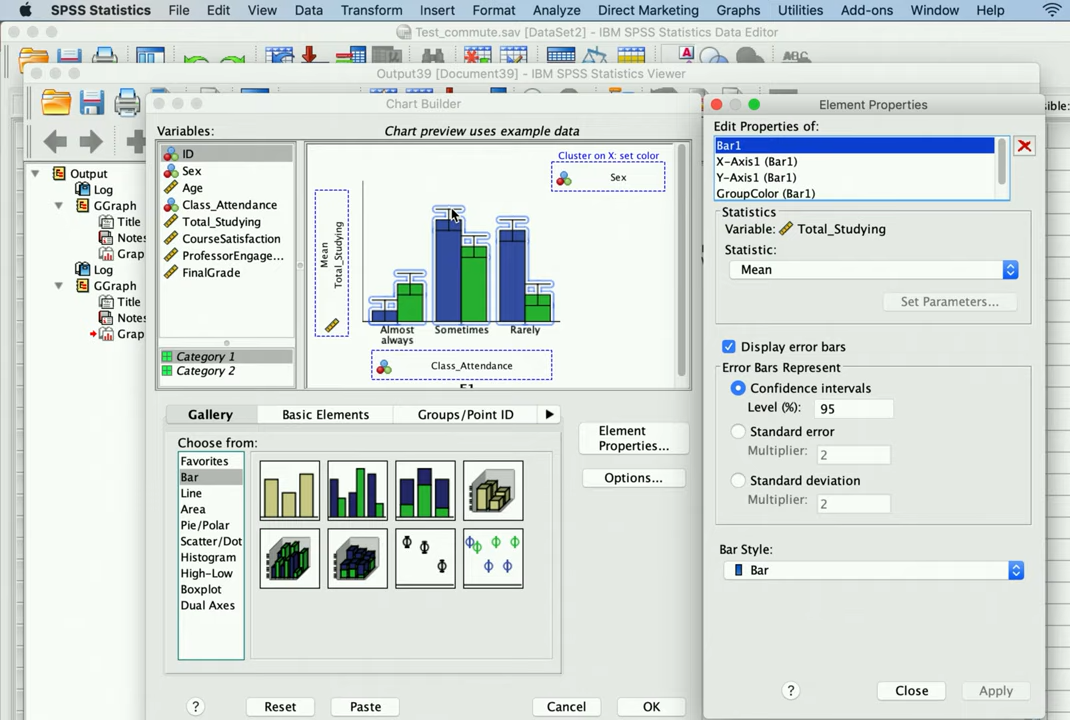 SPSS Statistics File Edit View Data Transform Insert Format Analyze Direct Marketing Graphs Utilities Add-ons Window Help
Test_commute.sav [DataSet2] - IBM SPSS Statistics Data Editor
Output39 [Document39] - IBM SPSS Statistics Viewer
Chart Builder
Element Properties
Variables:
Chart preview uses example data
ID
Sex
Age
Class_Attendance
Total_Studying
CourseSatisfaction
ProfessorEngage...
FinalGrade
Category 1
Category 2
Cluster on X: set color
Sex
Mean
Total_Studying
Almost always
Sometimes
Rarely
Class_Attendance
Output
Log
GGraph
Title
Notes
Grap
Log
GGraph
Title
Notes
Grap
Gallery
Basic Elements
Groups/Point ID
Choose from:
Favorites
Bar
Line
Area
Pie/Polar
Scatter/Dot
Histogram
High-Low
Boxplot
Dual Axes
Element
Properties...
Options...
? Reset Paste Cancel OK
Edit Properties of:
Bar1
X-Axis1 (Bar1)
Y-Axis1 (Bar1)
GroupColor (Bar1)
Statistics
Variable: Total_Studying
Statistic:
Mean
Set Parameters...
Display error bars
Error Bars Represent
Confidence intervals
Level (%): 95
Standard error
Multiplier: 2
Standard deviation
Multiplier: 2
Bar Style:
Bar
? Close Apply